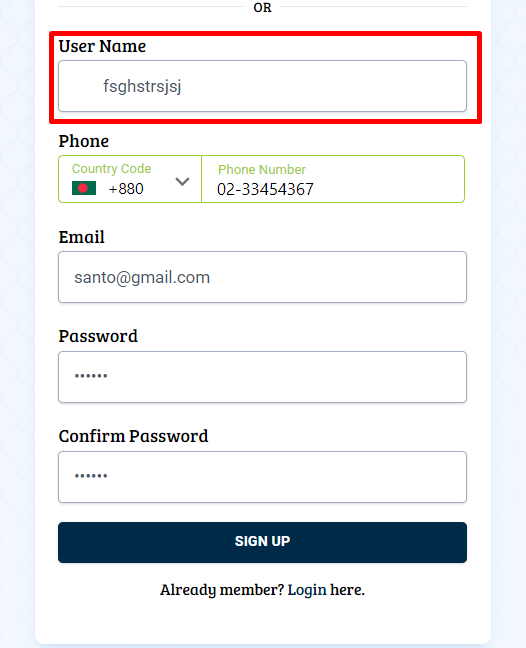 OR
User Name
fsghstrsjsj
Phone
Country Code
+880
Phone Number
02-33454367
Email
santo@gmail.com
Password
••••••
Confirm Password
••••••
SIGN UP
Already member? Login here.